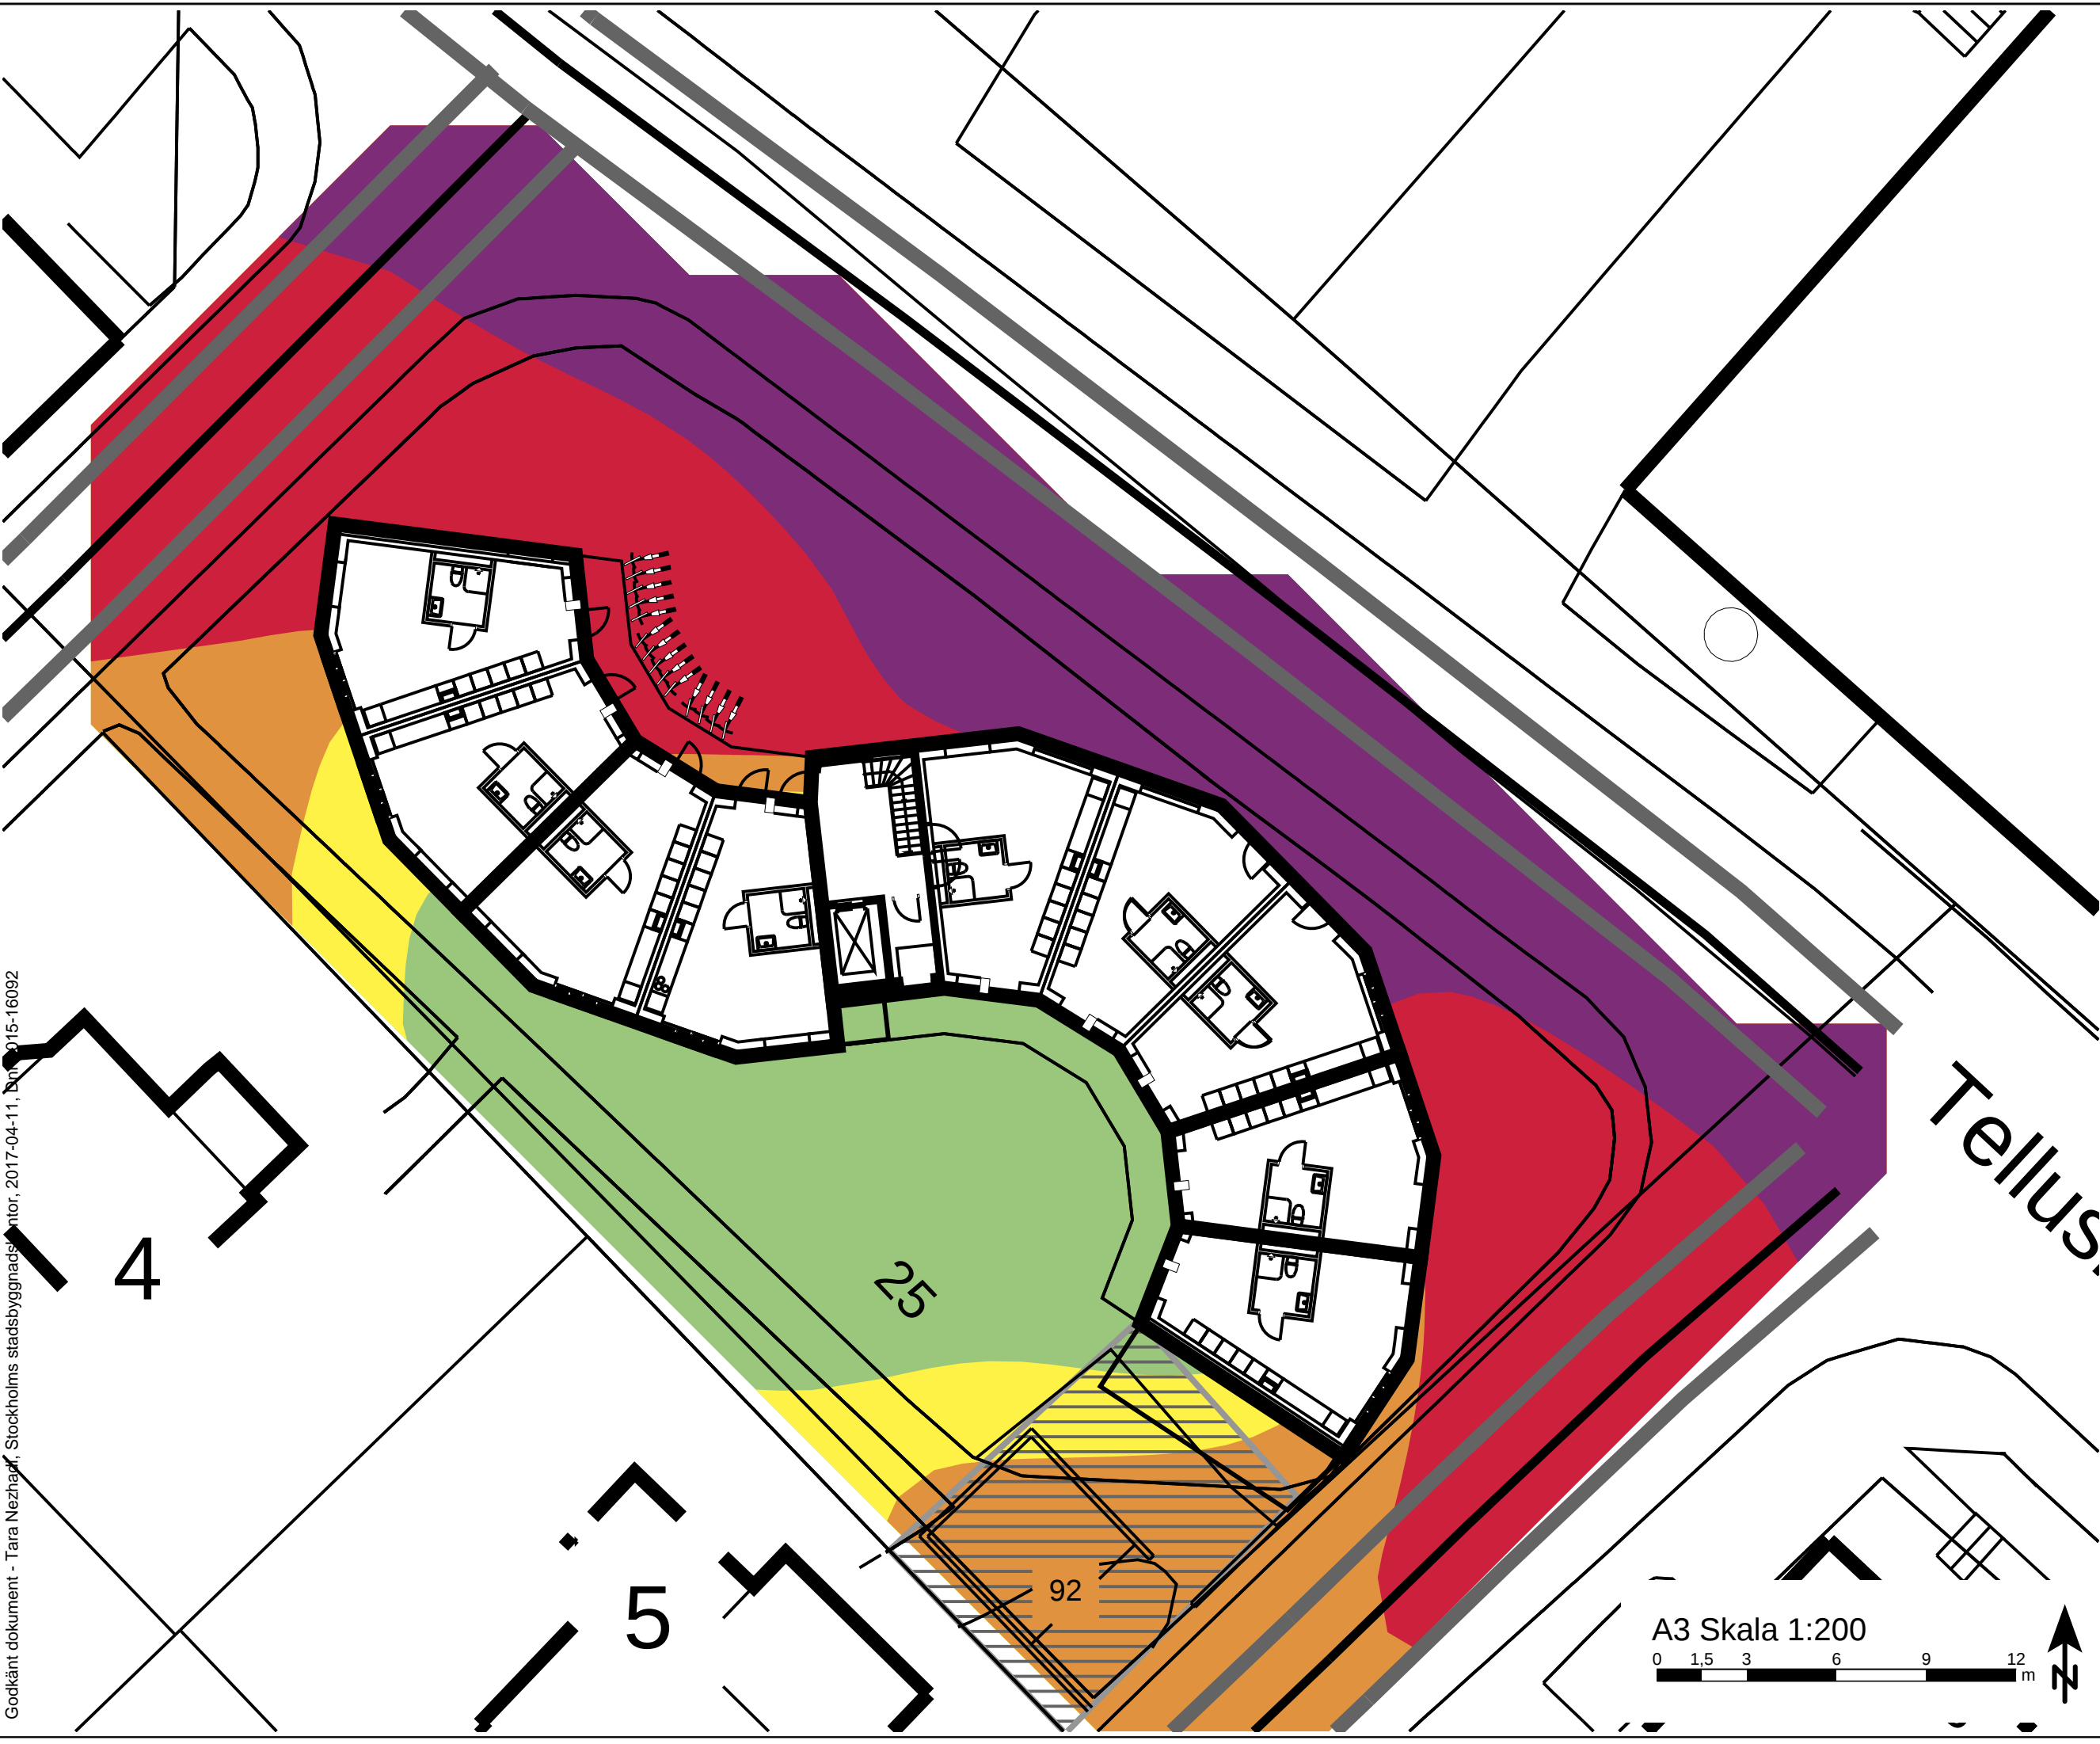 Godkänt dokument - Tara Nezhadi, Stockholms stadsbyggnadskontor, 2017-04-11, Dnr 2015-16092
Tellus
4
25
5
92
A3 Skala 1:200
0 1,5 3 6 9 12
m
N